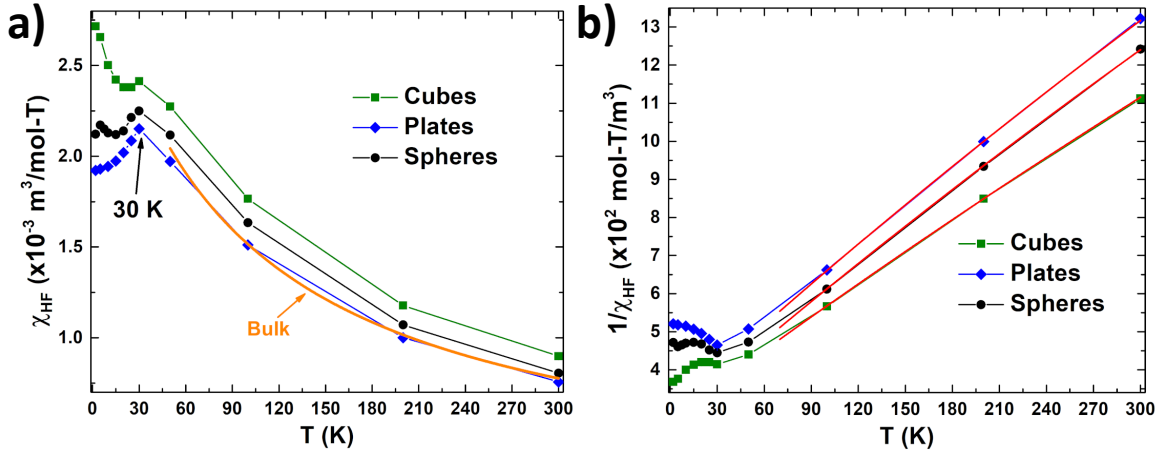 a)
χHF (x10-3 m3/mol-T)
2.5
2.0
1.5
1.0
Cubes
Plates
Spheres
30 K
Bulk
0 30 60 90 120 150 180 210 240 270 300
T (K)
b)
1/χHF (x102 mol-T/m3)
13
12
11
10
9
8
7
6
5
4
Cubes
Plates
Spheres
0 30 60 90 120 150 180 210 240 270 300
T (K)